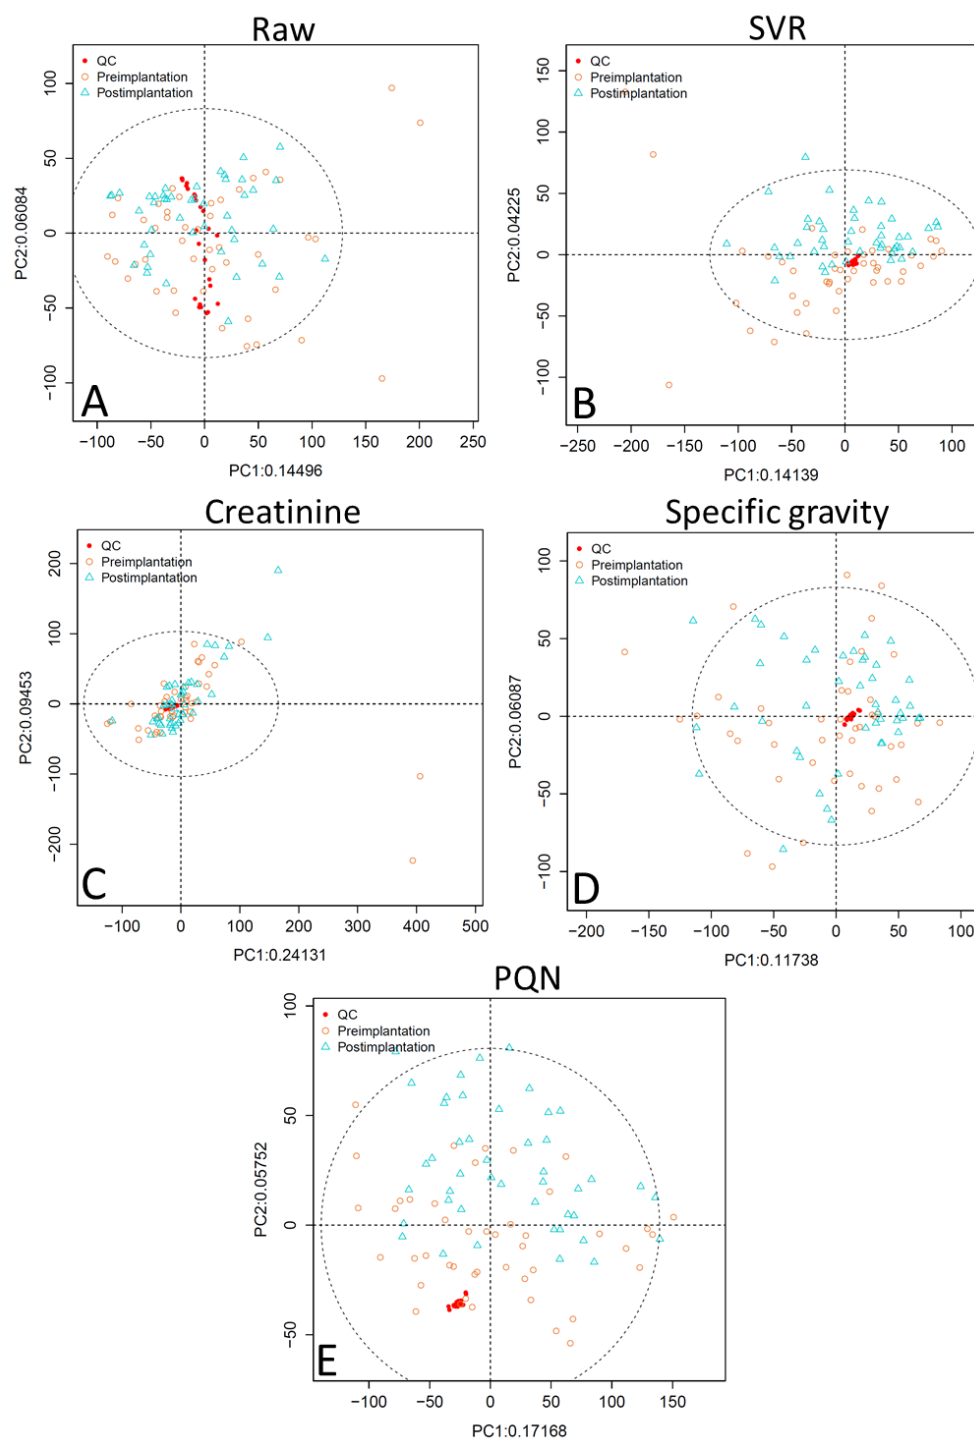 Raw
QC
Preimplantation
Postimplantation
100
50
0
−50
−100
PC2:0.06084
A
−100 −50 0 50 100 150 200 250
PC1:0.14496
SVR
QC
Preimplantation
Postimplantation
150
100
50
0
−50
−100
PC2:0.04225
B
−250 −200 −150 −100 −50 0 50 100
PC1:0.14139
Creatinine
QC
Preimplantation
Postimplantation
200
100
0
−100
−200
PC2:0.09453
C
−100 0 100 200 300 400 500
PC1:0.24131
Specific gravity
QC
Preimplantation
Postimplantation
100
50
0
−50
−100
PC2:0.06087
D
−200 −150 −100 −50 0 50 100
PC1:0.11738
PQN
QC
Preimplantation
Postimplantation
100
50
0
−50
PC2:0.05752
E
−100 −50 0 50 100 150
PC1:0.17168